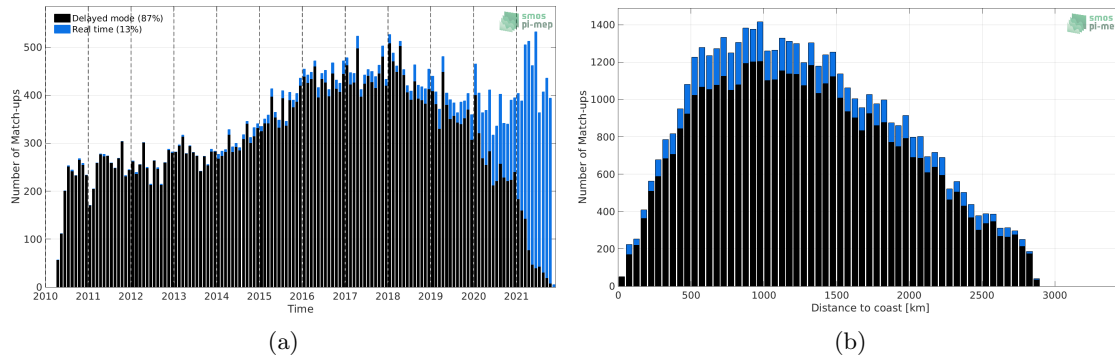 Delayed mode (87%)
Real time (13%)
smos
pi-mep
Number of Match-ups
500
400
300
200
100
0
2010 2011 2012 2013 2014 2015 2016 2017 2018 2019 2020 2021
Time
(a)
smos
pi-mep
Number of Match-ups
1400
1200
1000
800
600
400
200
0
0 500 1000 1500 2000 2500 3000
Distance to coast [km]
(b)